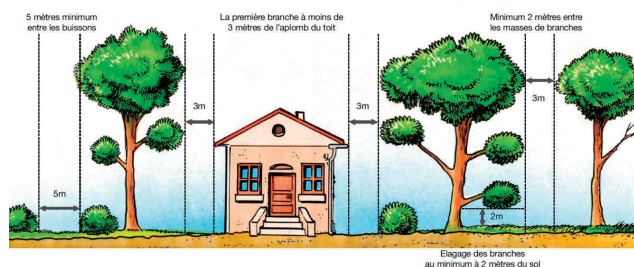 5 mètres minimum
entre les buissons
La première branche à moins de
3 mètres de l'aplomb du toit
Minimum 2 mètres entre
les masses de branches
3m
3m
3m
5m
2m
Elagage des branches
au minimum à 2 mètres du sol